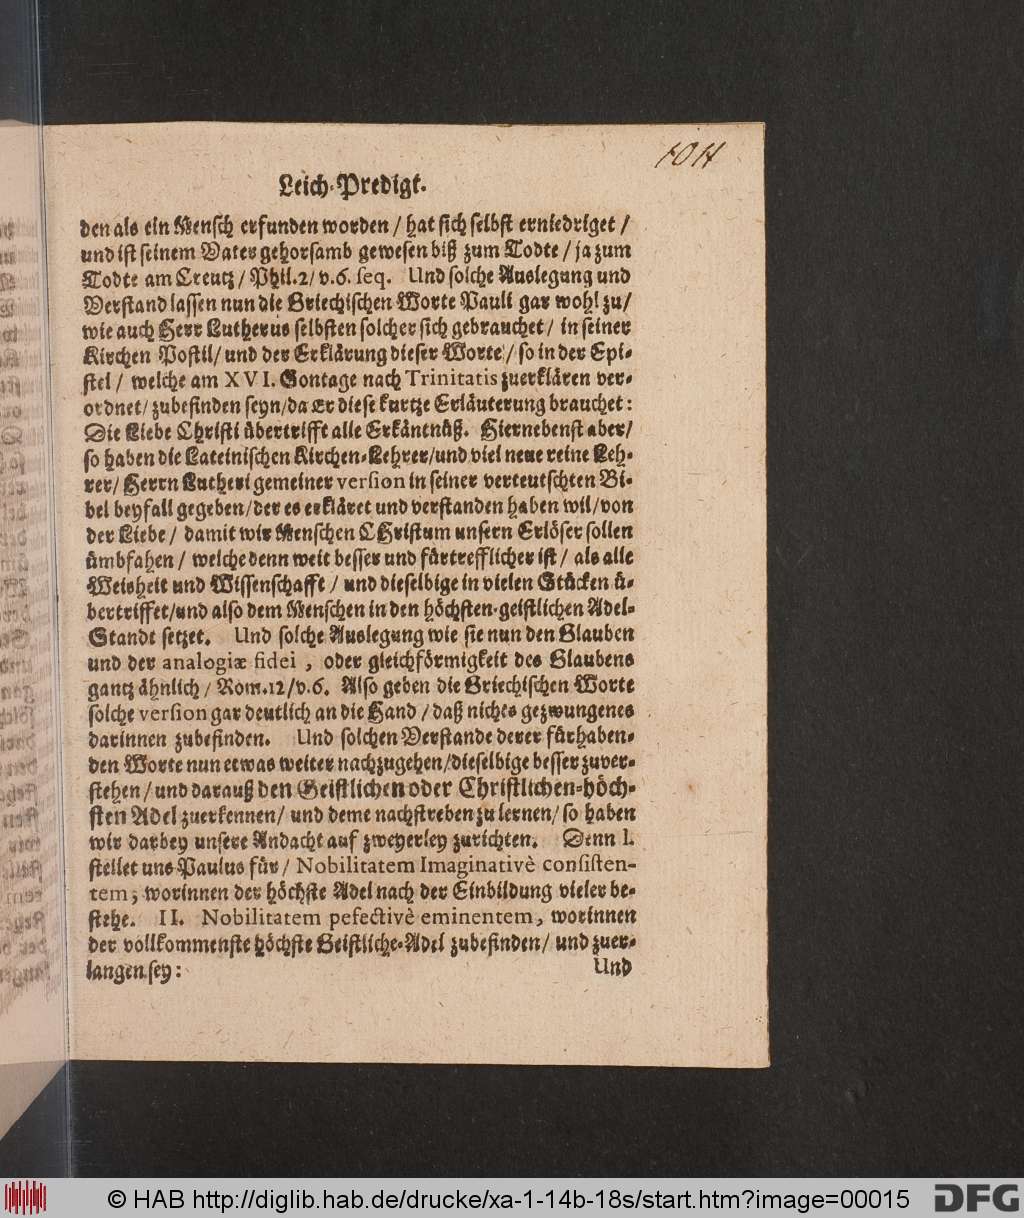 1011
Leich-Predigt.
den als ein Mensch erfunden worden / hat sich selbst erniedriget /
und ist seinem Vater gehorsamb gewesen biß zum Todte / ja zum
Todte am Creutz / Phil. 2 / v. 6. seq. Und solche Auslegung und
Verstand lassen nun die Griechischen Worte Pauli gar wohl zu /
wie auch Herr Lutherus selbsten solcher sich gebrauchet / in seiner
Kirchen Postil / und der Erklärung dieser Worte / so in der Epi-
stel / welche am XVI. Sontage nach Trinitatis zuerklären ver-
ordnet / zubefinden seyn / da Er diese kurtze Erläuterung brauchet:
Die Liebe Christi übertrifft alle Erkäntnüß. Hiernebenst aber /
so haben die Lateinischen Kirchen-Lehrer / und viel neue reine Leh-
rer / Herrn Lutheri gemeiner version in seiner verteutschten Bi-
bel beyfall gegeben / der es erkläret und verstanden haben wil / von
der Liebe / damit wir Menschen CHristum unsern Erlöser sollen
ümbfahen / welche denn weit besser und fürtrefflicher ist / als alle
Weisheit und Wissenschafft / und dieselbige in vielen Stücken ü-
bertriffet / und also dem Menschen in den höchsten-geistlichen Adel-
Standt setzet. Und solche Auslegung wie sie nun den Glauben
und der analogiæ fidei , oder gleichförmigkeit des Glaubens
gantz ähnlich / Rom. 12 / v. 6. Also geben die Griechischen Worte
solche version gar deutlich an die Hand / daß nichts gezwungenes
darinnen zubefinden. Und solchen Verstande derer fürhaben-
den Worte nun etwas weiter nachzugehen / dieselbige besser zuver-
stehen / und darauß den Geistlichen oder Christlichen-höch-
sten Adel zuerkennen / und deme nachstreben zu lernen / so haben
wir darbey unsere Andacht auf zweyerley zurichten. Denn I.
stellet uns Paulus für / Nobilitatem Imaginativè consisten-
tem, worinnen der höchste Adel nach der Einbildung vieler be-
stehe. II. Nobilitatem pefectivè eminentem, worinnen
der vollkommenste höchste Geistliche-Adel zubefinden / und zuer-
langen sey:
Und
© HAB http://diglib.hab.de/drucke/xa-1-14b-18s/start.htm?image=00015
DFG